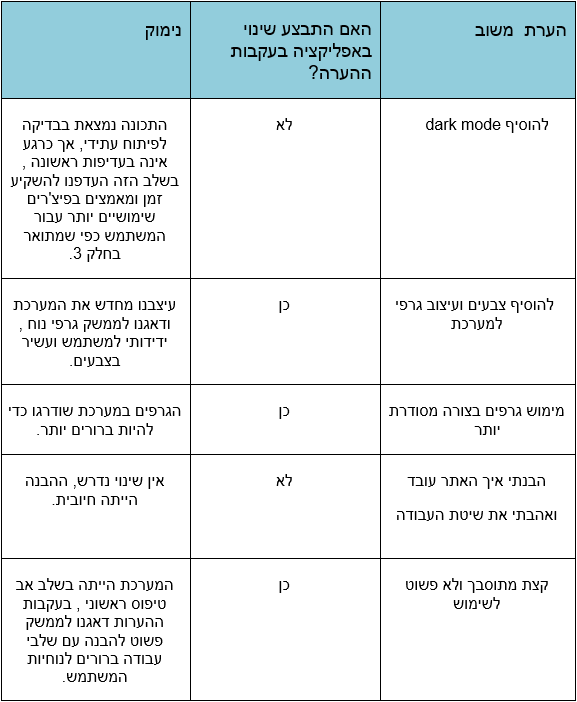 הערת משוב
האם התבצע שינוי
באפליקציה בעקבות
ההערה?
נימוק
להוסיף dark mode
לא
התכונה נמצאת בבדיקה
לפיתוח עתידי, אך כרגע
אינה בעדיפות ראשונה ,
בשלב הזה העדפנו להשקיע
זמן ומאמצים בפיצ'רים
שימושיים יותר עבור
המשתמש כפי שמתואר
בחלק 3.
להוסיף צבעים ועיצוב גרפי
למערכת
כן
עיצבנו מחדש את המערכת
ודאגנו לממשק גרפי נוח ,
ידידותי למשתמש ועשיר
בצבעים.
מימוש גרפים בצורה מסודרת
יותר
כן
הגרפים במערכת שודרגו כדי
להיות ברורים יותר.
הבנתי איך האתר עובד
ואהבתי את שיטת העבודה
לא
אין שינוי נדרש, ההבנה
הייתה חיובית.
קצת מתוסבך ולא פשוט
לשימוש
כן
המערכת הייתה בשלב אב
טיפוס ראשוני , בעקבות
ההערות דאגנו לממשק
פשוט להבנה עם שלבי
עבודה ברורים לנוחיות
המשתמש.